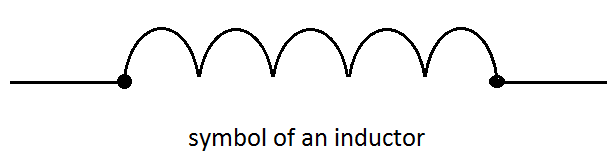 symbol of an inductor